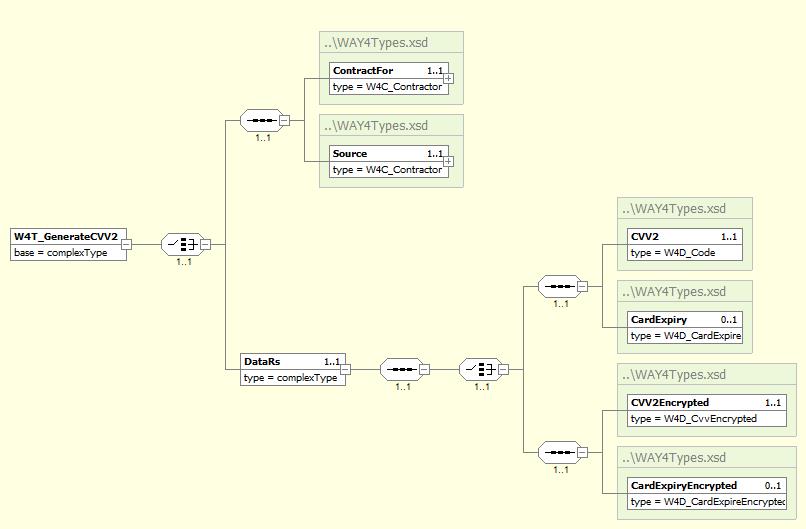 ..\WAY4Types.xsd
ContractFor 1..1
type = W4C_Contractor
1..1
..\WAY4Types.xsd
Source 1..1
type = W4C_Contractor
W4T_GenerateCVV2
base = complexType
1..1
..\WAY4Types.xsd
CVV2 1..1
type = W4D_Code
1..1
..\WAY4Types.xsd
CardExpiry 0..1
type = W4D_CardExpire
DataRs 1..1
type = complexType
1..1
1..1
..\WAY4Types.xsd
CVV2Encrypted 1..1
type = W4D_CvvEncrypted
1..1
..\WAY4Types.xsd
CardExpiryEncrypted 0..1
type = W4D_CardExpireEncrypted